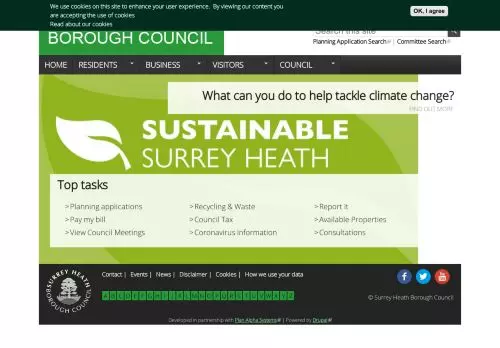 We use cookies on this site to enhance your user experience. By viewing our content you
are accepting the use of cookies
Read about our cookies
OK, I agree
BOROUGH COUNCIL
Search this site
Planning Application Search | Committee Search
HOME RESIDENTS BUSINESS VISITORS COUNCIL
What can you do to help tackle climate change?
FIND OUT MORE
SUSTAINABLE
SURREY HEATH
Top tasks
> Planning applications > Recycling & Waste > Report it
> Pay my bill > Council Tax > Available Properties
> View Council Meetings > Coronavirus information > Consultations
SURREY HEATH
BOROUGH COUNCIL
Contact | Events | News | Disclaimer | Cookies | How we use your data
A B C D E F G H I J K L M N O P Q R S T U V W X Y Z
© Surrey Heath Borough Council
Developed in partnership with Plan Alpha Systems | Powered by Drupal